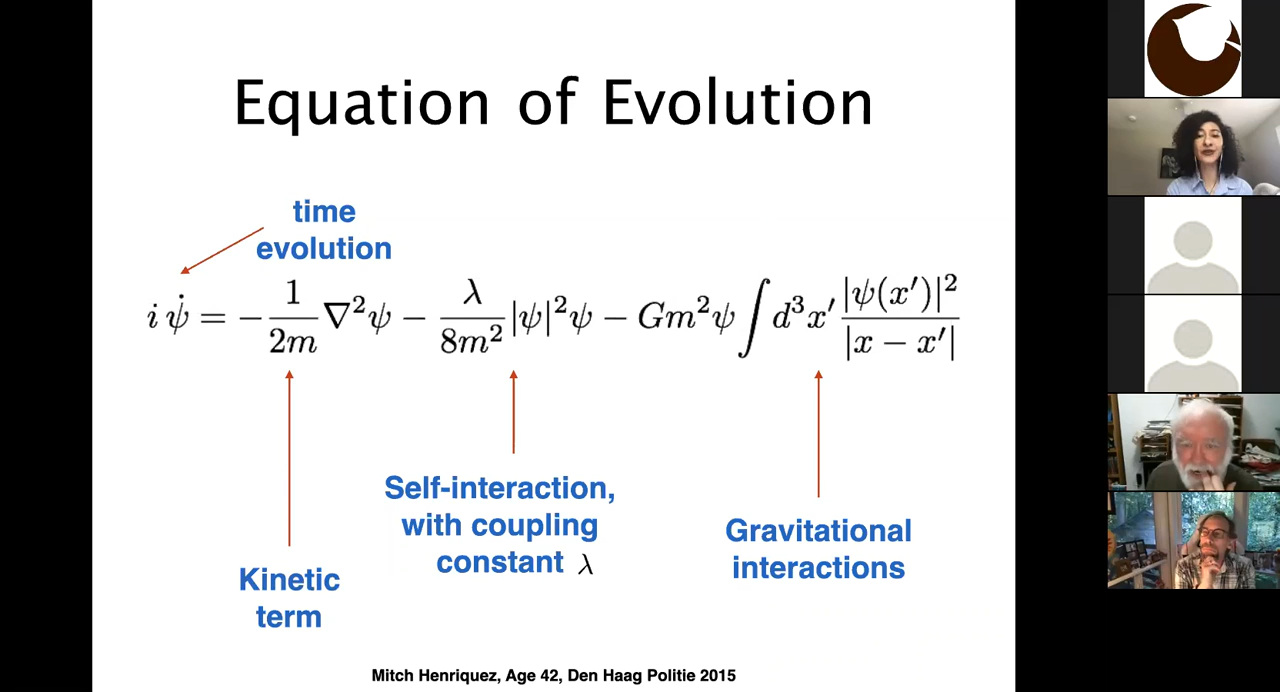 Equation of Evolution
time
evolution
i ψ̇ = − 1/2m ∇²ψ − λ/8m² |ψ|²ψ − Gm²ψ ∫ d³x′ |ψ(x′)|²/|x − x′|
Self-interaction,
with coupling
constant λ
Gravitational
interactions
Kinetic
term
Mitch Henriquez, Age 42, Den Haag Politie 2015